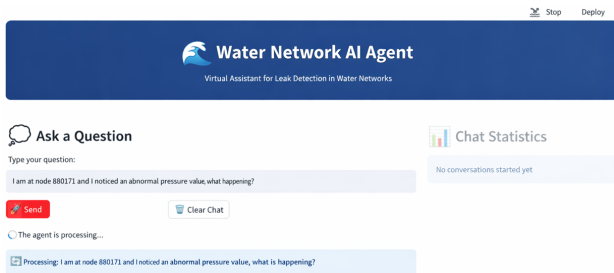 Stop Deploy
Water Network AI Agent
Virtual Assistant for Leak Detection in Water Networks
Ask a Question
Chat Statistics
Type your question:
No conversations started yet
I am at node 880171 and I noticed an abnormal pressure value, what happening?
Send
Clear Chat
The agent is processing...
Processing: I am at node 880171 and I noticed an abnormal pressure value, what is happening?